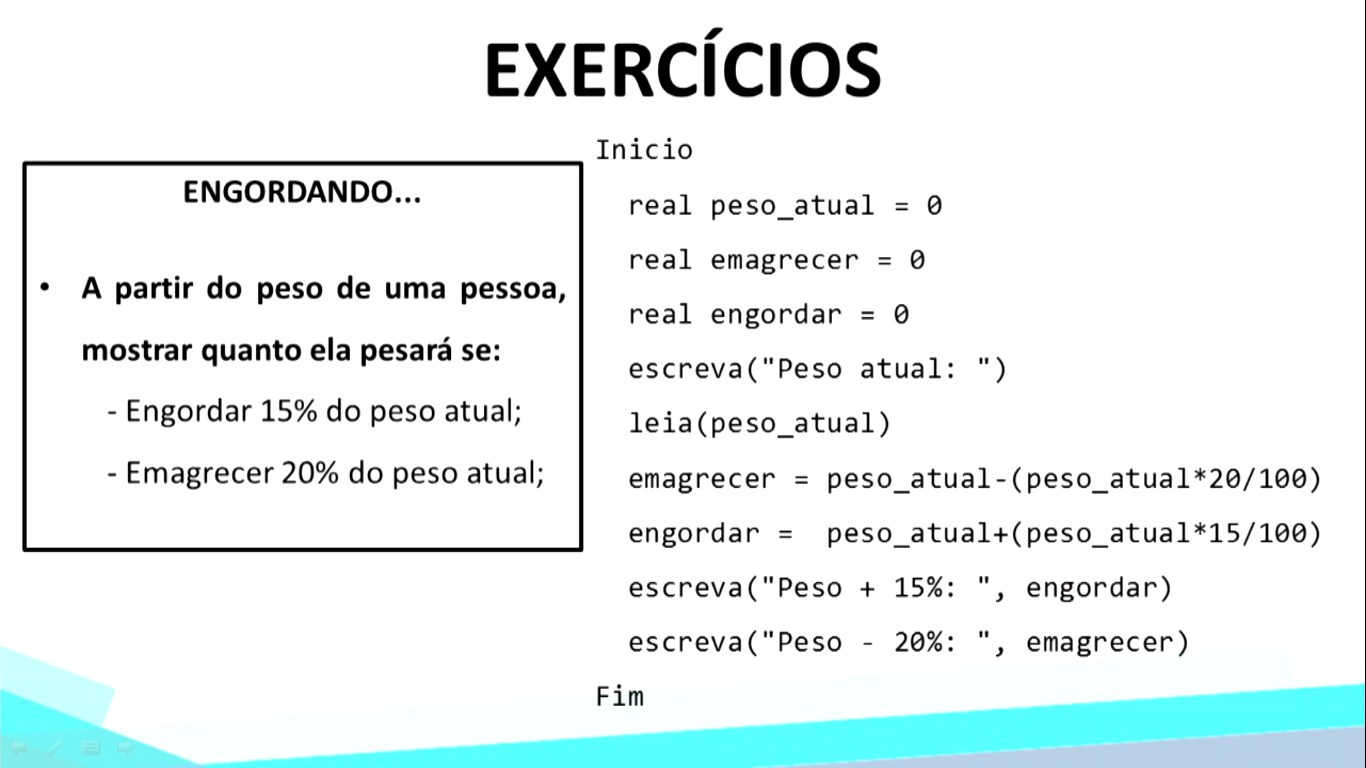 EXERCÍCIOS
ENGORDANDO...
• A partir do peso de uma pessoa,
mostrar quanto ela pesará se:
- Engordar 15% do peso atual;
- Emagrecer 20% do peso atual;
Inicio
real peso_atual = 0
real emagrecer = 0
real engordar = 0
escreva("Peso atual: ")
leia(peso_atual)
emagrecer = peso_atual-(peso_atual*20/100)
engordar =  peso_atual+(peso_atual*15/100)
escreva("Peso + 15%: ", engordar)
escreva("Peso - 20%: ", emagrecer)
Fim